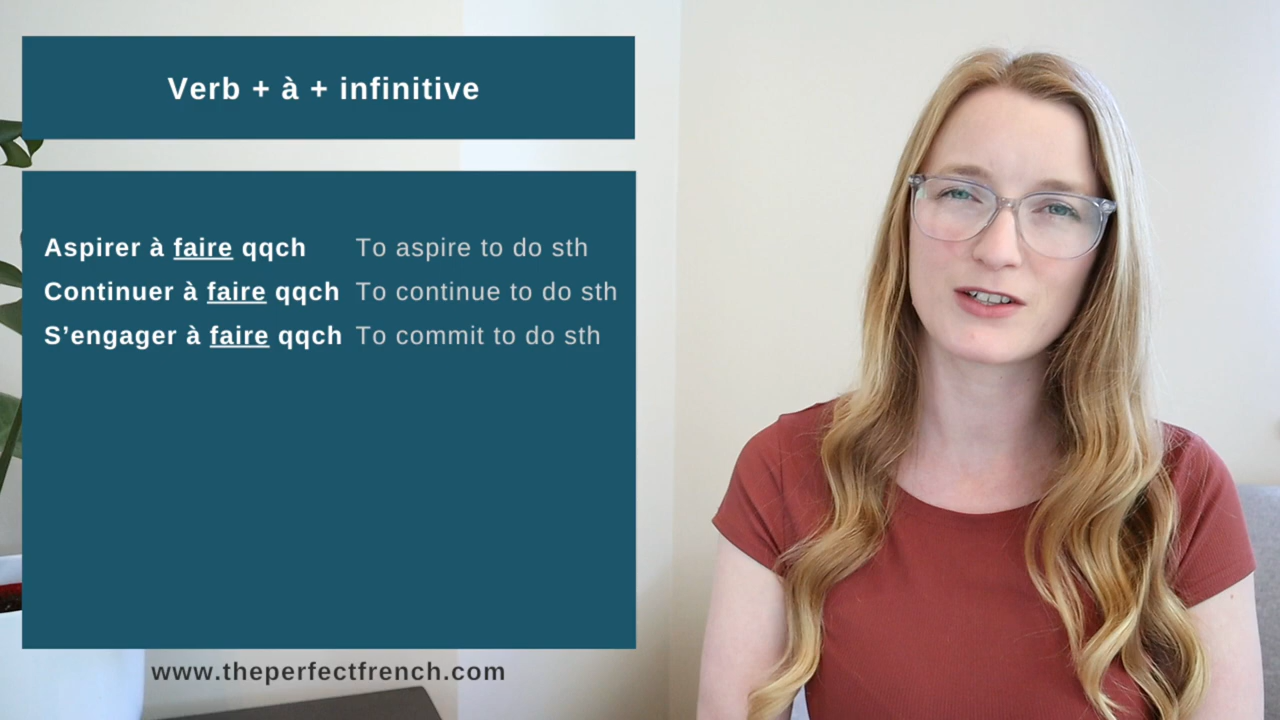 Verb + à + infinitive
Aspirer à faire qqch To aspire to do sth
Continuer à faire qqch To continue to do sth
S’engager à faire qqch To commit to do sth
www.theperfectfrench.com